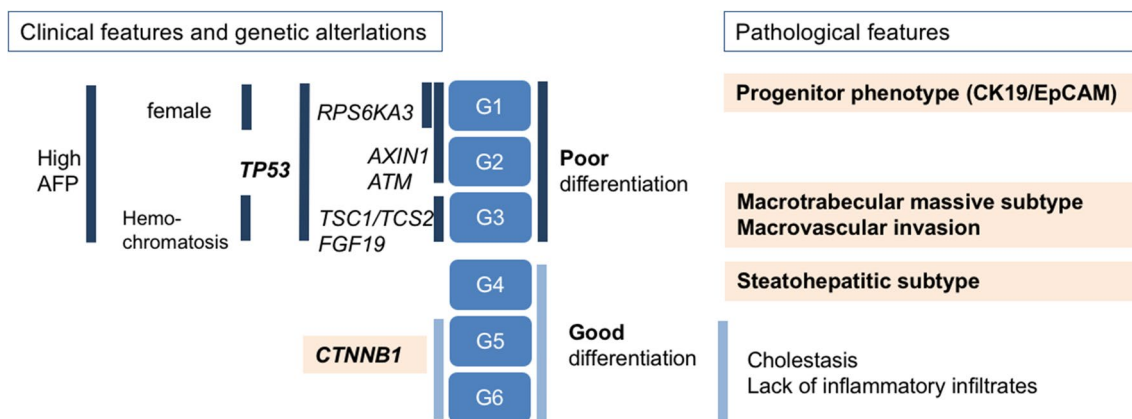 Clinical features and genetic alterlations
Pathological features
High
AFP
female
Hemo-
chromatosis
TP53
RPS6KA3
AXIN1
ATM
TSC1/TCS2
FGF19
CTNNB1
G1
G2
G3
G4
G5
G6
Poor
differentiation
Good
differentiation
Progenitor phenotype (CK19/EpCAM)
Macrotrabecular massive subtype
Macrovascular invasion
Steatohepatitic subtype
Cholestasis
Lack of inflammatory infiltrates